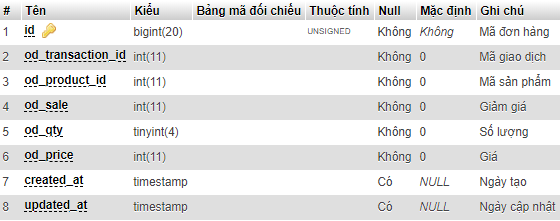 # Tên Kiểu Bảng mã đối chiếu Thuộc tính Null Mặc định Ghi chú
1 id bigint(20) UNSIGNED Không Không Mã đơn hàng
2 od_transaction_id int(11) Không 0 Mã giao dịch
3 od_product_id int(11) Không 0 Mã sản phẩm
4 od_sale int(11) Không 0 Giảm giá
5 od_qty tinyint(4) Không 0 Số lượng
6 od_price int(11) Không 0 Giá
7 created_at timestamp Có NULL Ngày tạo
8 updated_at timestamp Có NULL Ngày cập nhật